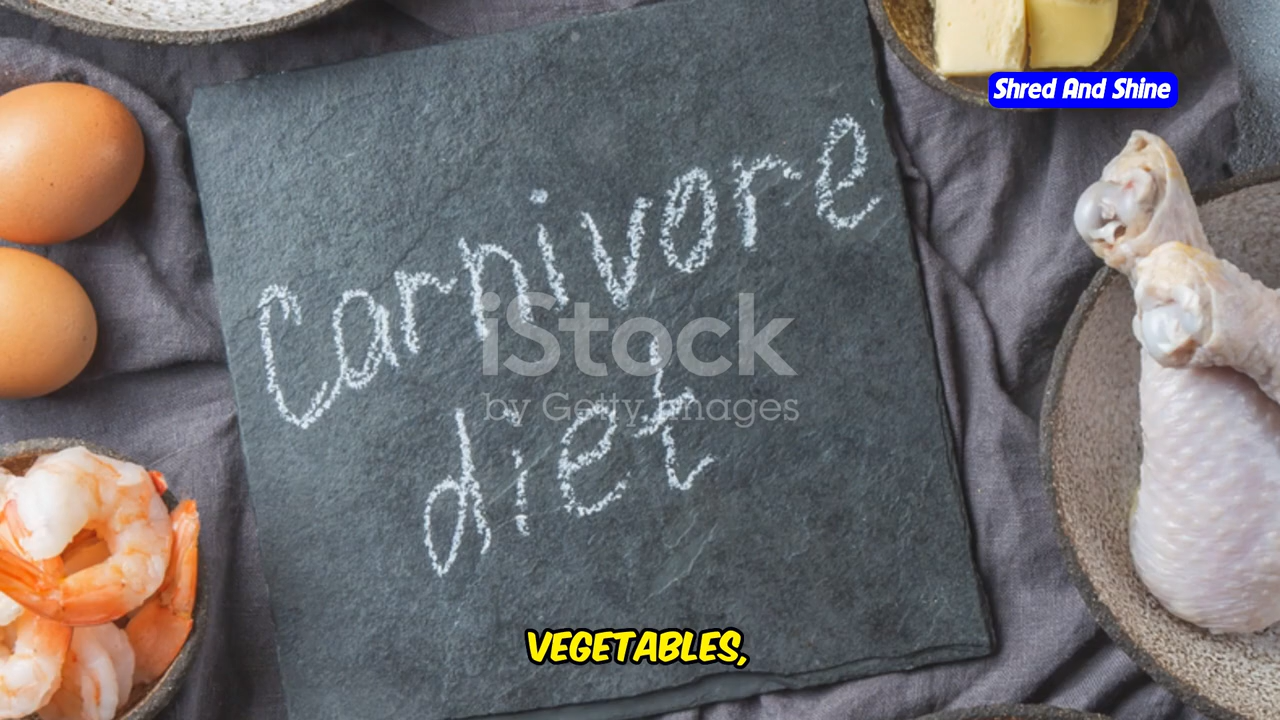 Shred And Shine
Carnivore
diet
iStock
by Getty Images
VEGETABLES,